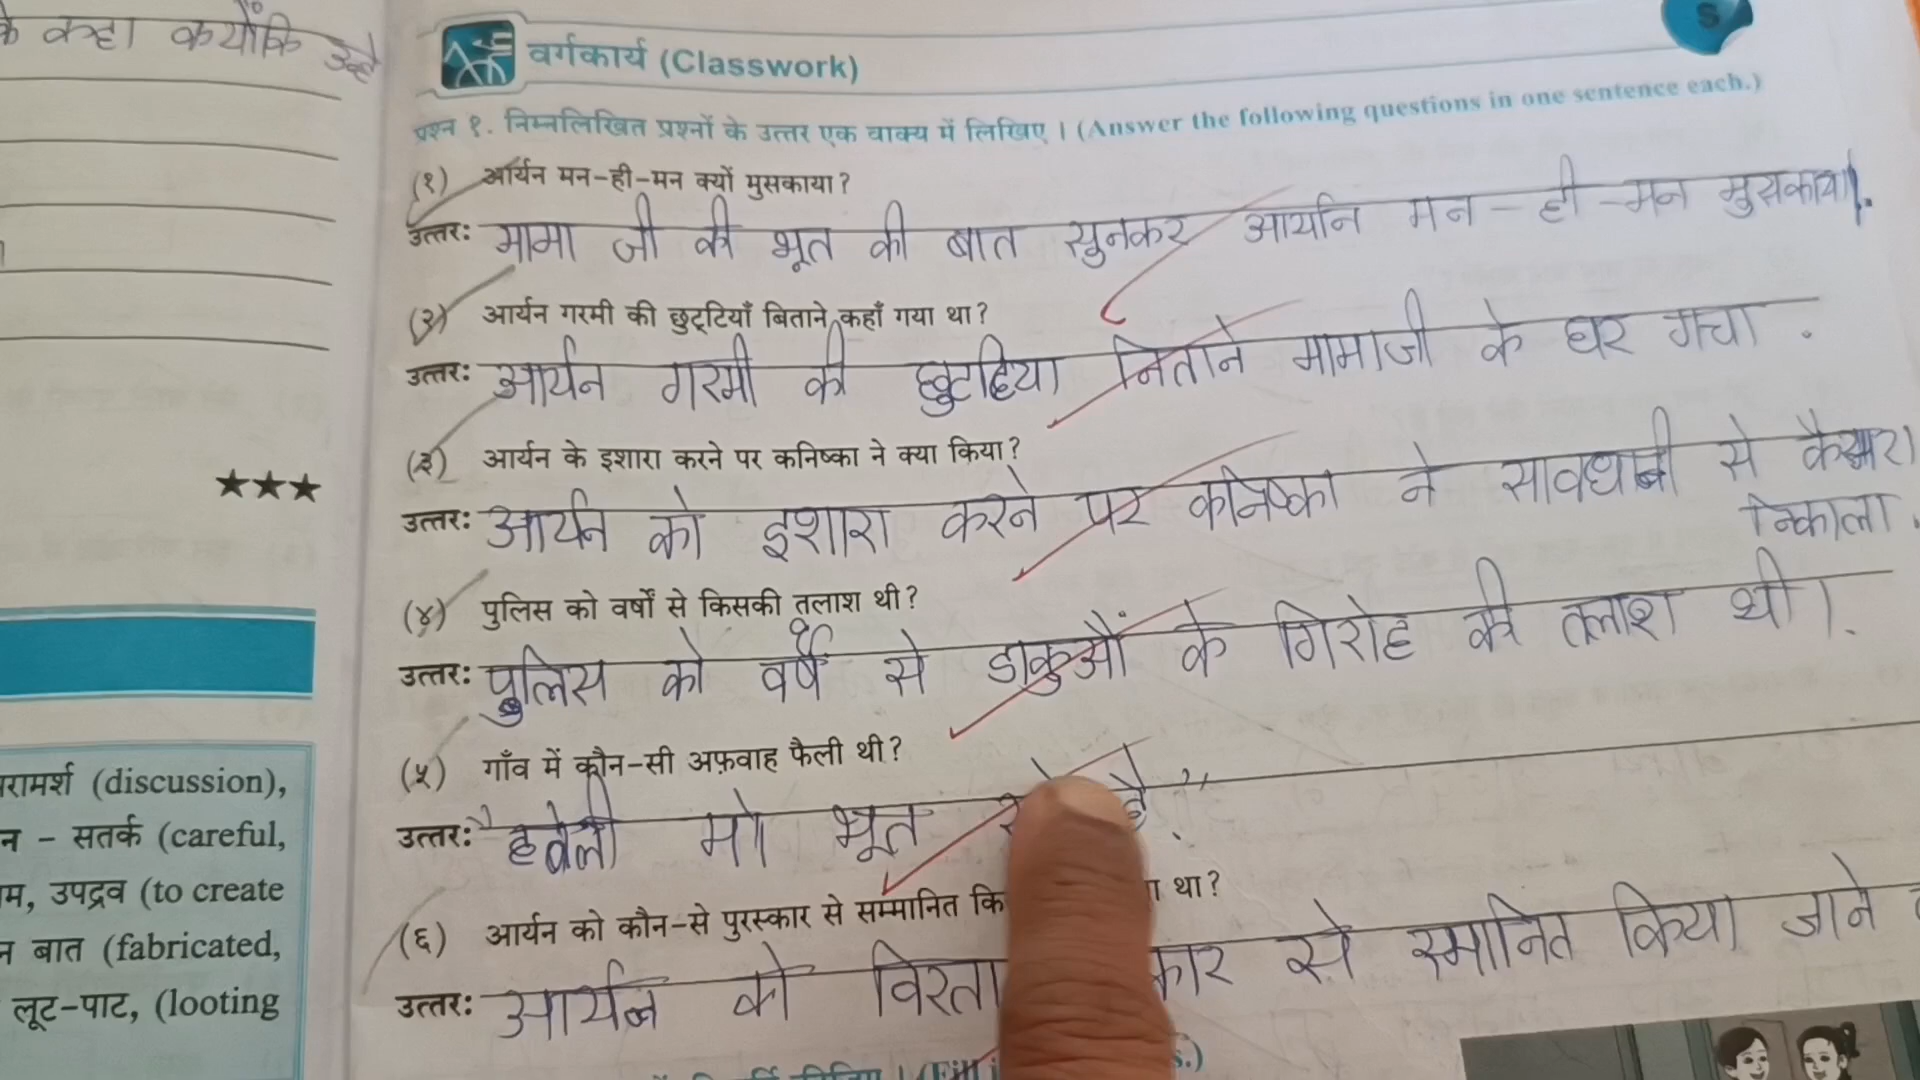 के कहा कयोंकि उन्हे
वर्गकार्य (Classwork)
प्रश्न १. निम्नलिखित प्रश्नों के उत्तर एक वाक्य में लिखिए । (Answer the following questions in one sentence each.)
(१) आर्यन मन-ही-मन क्यों मुसकाया?
उत्तर: मामा जी की भूत की बात सुनकर आर्यान मन-ही-मन मुसकाया।.
(२) आर्यन गरमी की छुट्टियाँ बिताने कहाँ गया था?
उत्तर: आर्यन गरमी की मामाजी के घर गया .
(३) आर्यन के इशारा करने पर कनिष्का ने क्या किया?
उत्तर: आर्यन को इशारा करने पर कनिष्का ने सावधानी से कैमरा
निकाला.
(४) पुलिस को वर्षों से किसकी तलाश थी?
उत्तर: पुलिस को वर्षे से डाकुओं के गिरोह की तलाश थी।.
(५) गाँव में कौन-सी अफ़वाह फैली थी?
उत्तर: "हवेली मो भूत है."
(६) आर्यन को कौन-से पुरस्कार से सम्मानित कि था?
उत्तर: आर्यन को विरता कार से स्मानित किया जाने
★★★
परामर्श (discussion),
न - सतर्क (careful,
म, उपद्रव (to create
न बात (fabricated,
लूट-पाट, (looting